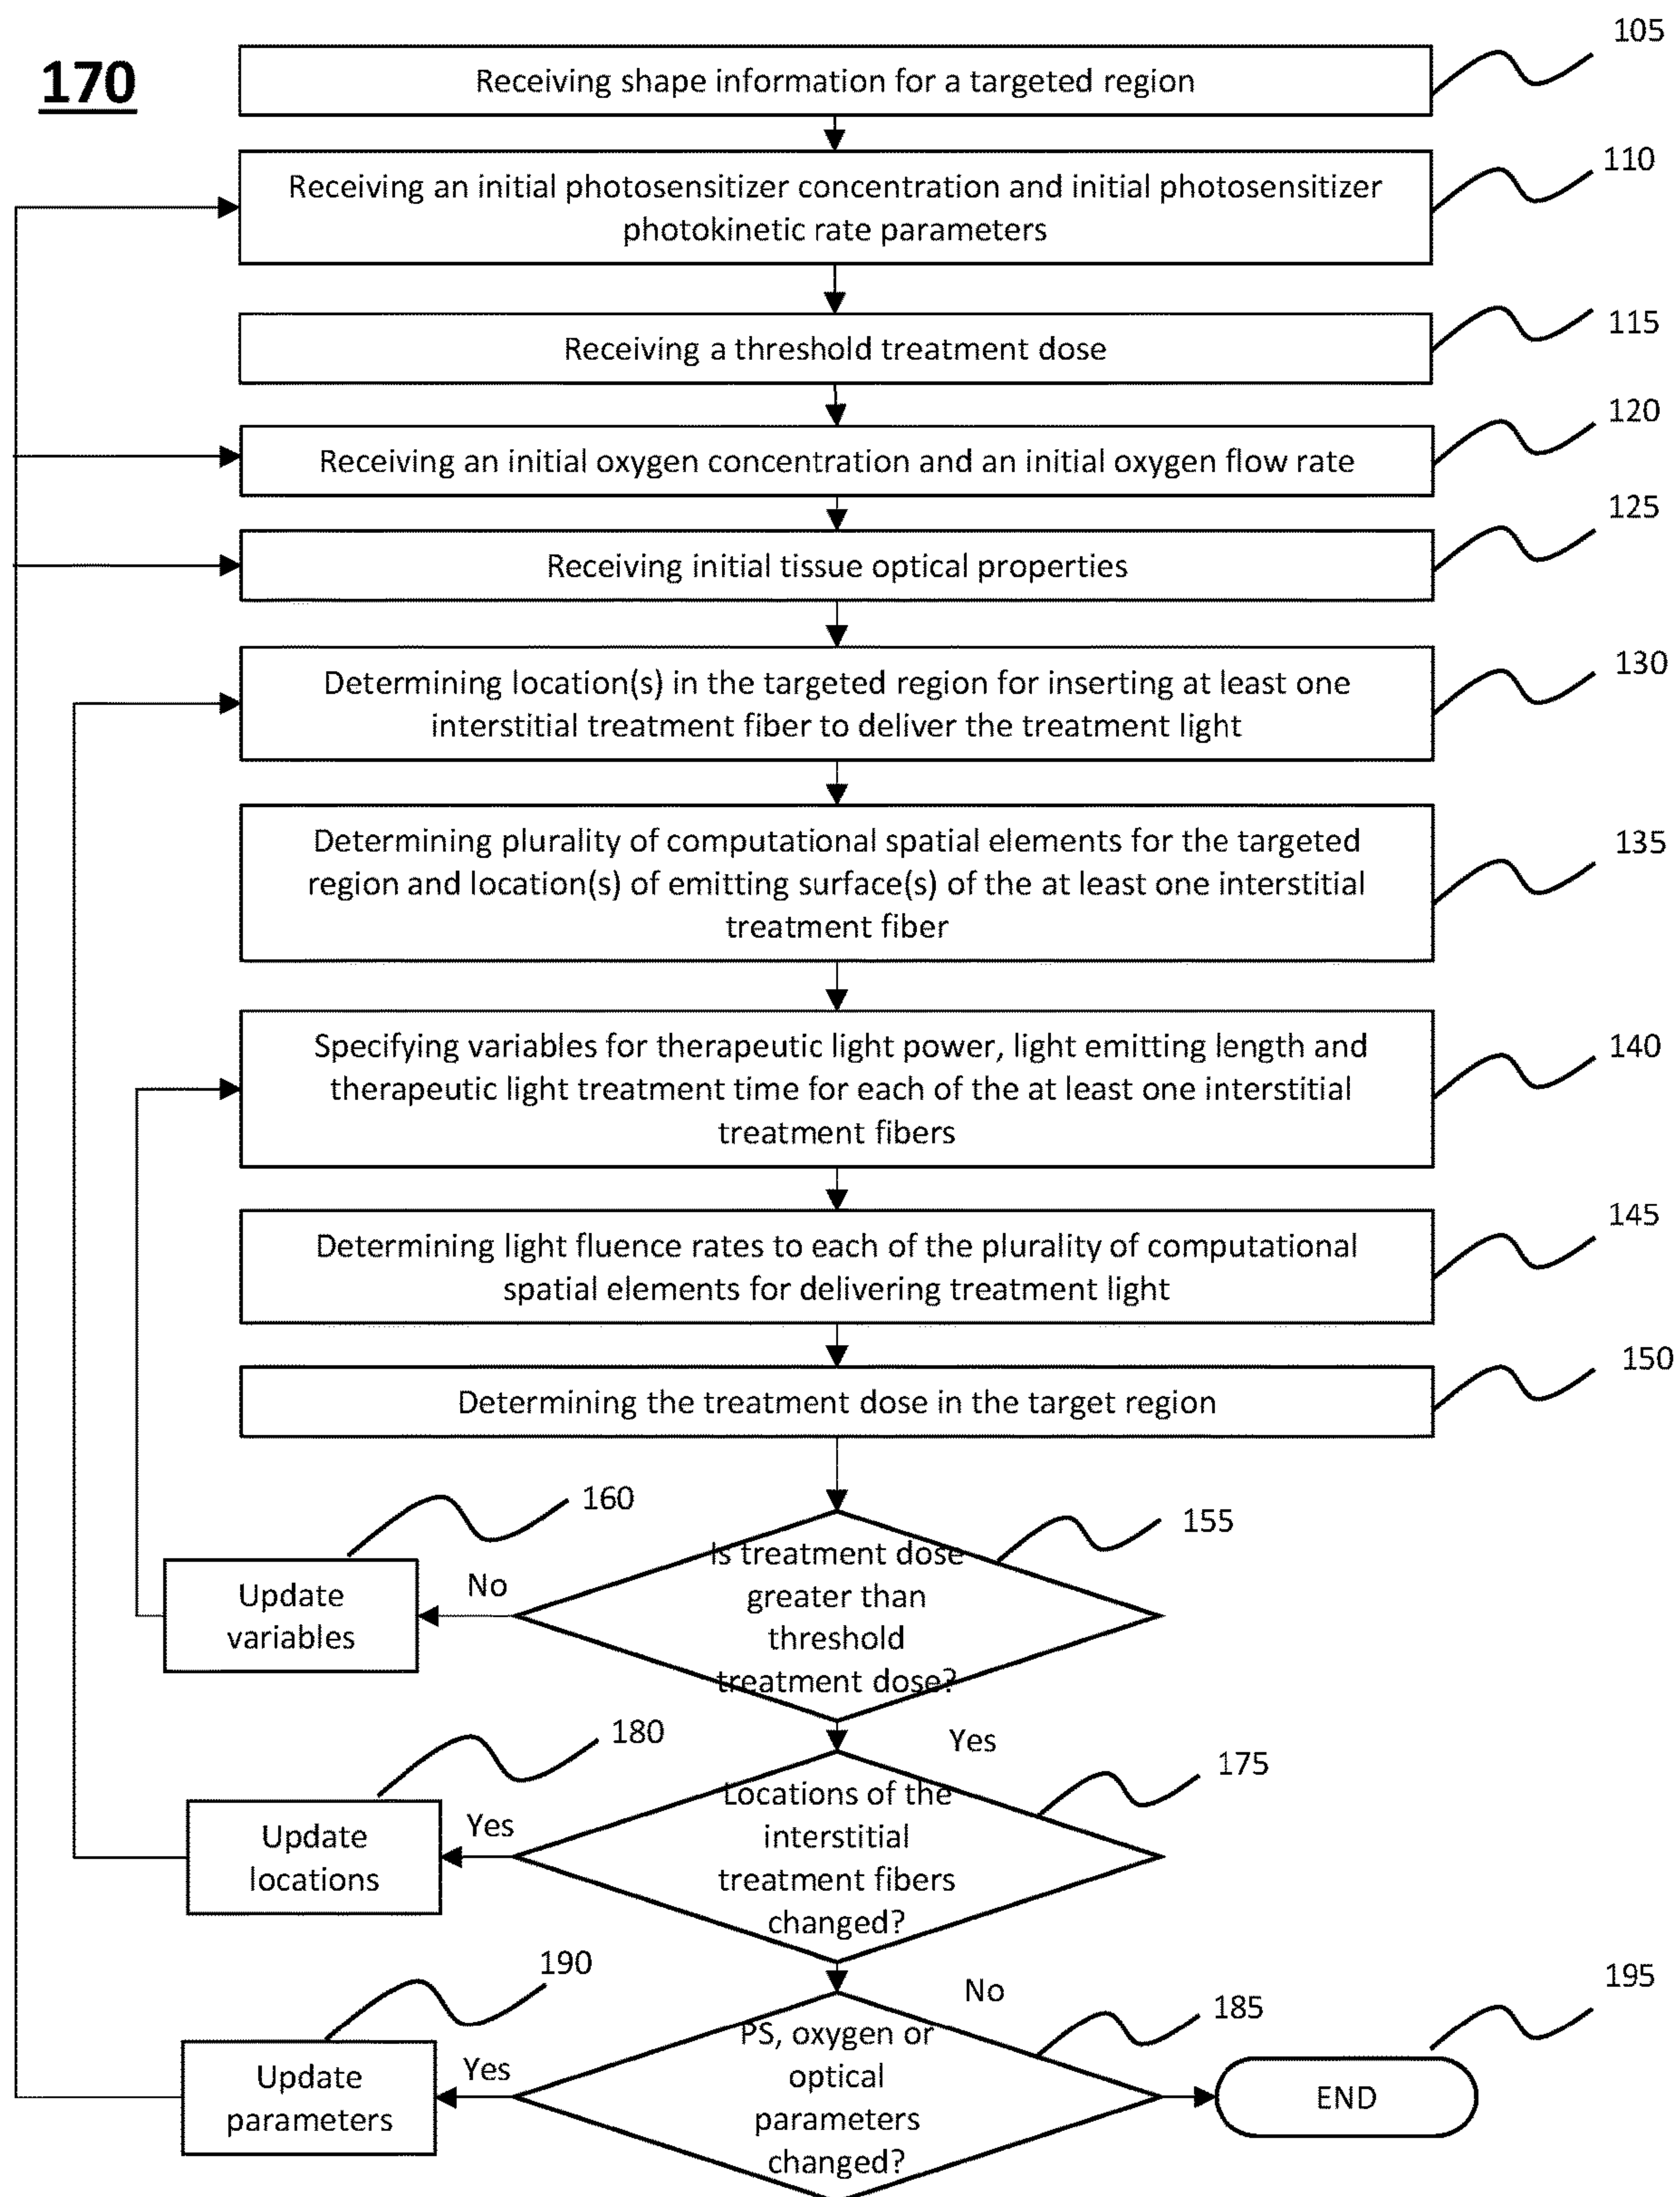 170
105
Receiving shape information for a targeted region
110
Receiving an initial photosensitizer concentration and initial photosensitizer
photokinetic rate parameters
115
Receiving a threshold treatment dose
120
Receiving an initial oxygen concentration and an initial oxygen flow rate
125
Receiving initial tissue optical properties
130
Determining location(s) in the targeted region for inserting at least one
interstitial treatment fiber to deliver the treatment light
135
Determining plurality of computational spatial elements for the targeted
region and location(s) of emitting surface(s) of the at least one interstitial
treatment fiber
140
Specifying variables for therapeutic light power, light emitting length and
therapeutic light treatment time for each of the at least one interstitial
treatment fibers
145
Determining light fluence rates to each of the plurality of computational
spatial elements for delivering treatment light
150
Determining the treatment dose in the target region
160
155
Is treatment dose
greater than
threshold
treatment dose?
No
Update
variables
Yes
180
175
Locations of the
interstitial
treatment fibers
changed?
Yes
Update
locations
No
190
185
195
PS, oxygen or
optical
parameters
changed?
Yes
Update
parameters
END